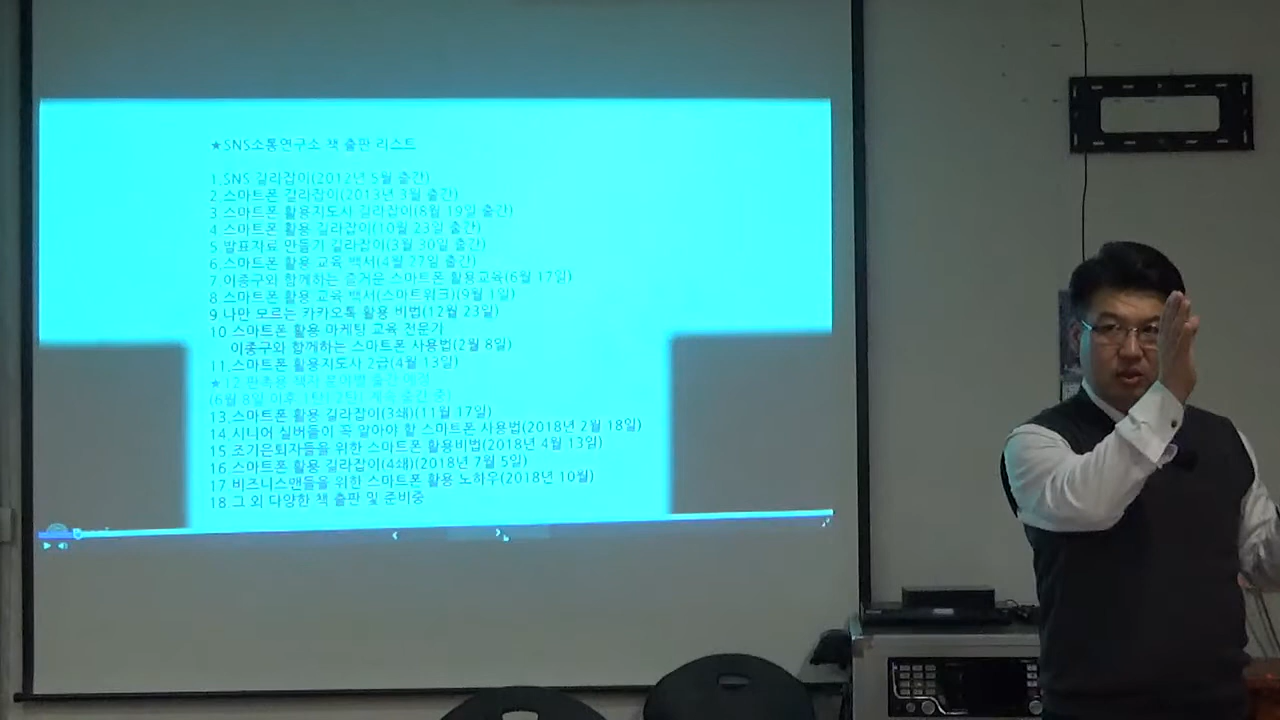 ★SNS소통연구소 책 출판 리스트
1.SNS 길라잡이(2012년 5월 출간)
2.스마트폰 길라잡이(2013년 3월 출간)
3 스마트폰 활용지도사 길라잡이(8월 19일 출간)
4 스마트폰 활용 길라잡이(10월 23일 출간)
5 발표자료 만들기 길라잡이(3월 30일 출간)
6.스마트폰 활용 교육 백서(4월 27일 출간)
7 이종구와 함께하는 즐거운 스마트폰 활용교육(6월 17일)
8 스마트폰 활용 교육 백서(스마트워크)(9월 1일)
9 나만 모르는 카카오톡 활용 비법(12월 23일)
10 스마트폰 활용 마케팅 교육 전문가
이종구와 함께하는 스마트폰 사용법(2월 8일)
11.스마트폰 활용지도사 2급(4월 13일)
★12 판촉용 책자 분야별 출간 예정
(6월 8일 이후
13.스마트폰 활용 길라잡이(3쇄)(11월 17일)
14 시니어 실버들이 꼭 알아야 할 스마트폰 사용법(2018년 2월 18일)
15 조기은퇴자들을 위한 스마트폰 활용비법(2018년 4월 13일)
16 스마트폰 활용 길라잡이(4쇄)(2018년 7월 5일)
17 비즈니스맨들을 위한 스마트폰 활용 노하우(2018년 10월)
18 그 외 다양한 책 출판 및 준비중